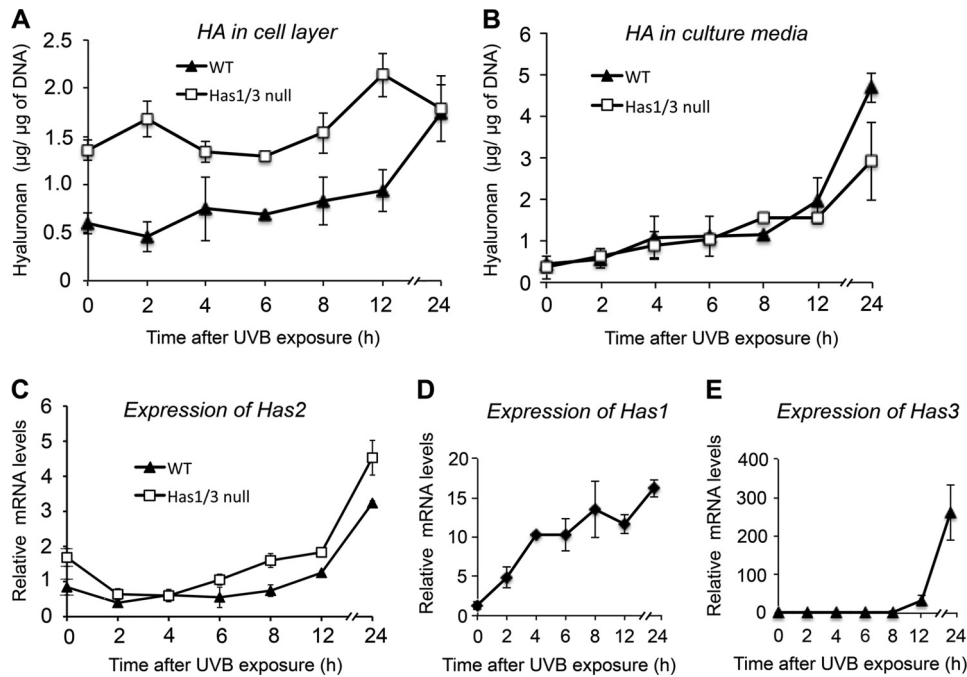 A
HA in cell layer
WT
Has1/3 null
Hyaluronan (µg/ µg of DNA)
2.5
2.0
1.5
1.0
0.5
0
0 2 4 6 8 12 24
Time after UVB exposure (h)
B
HA in culture media
WT
Has1/3 null
Hyaluronan (µg/ µg of DNA)
6
5
4
3
2
1
0
0 2 4 6 8 12 24
Time after UVB exposure (h)
C
Expression of Has2
WT
Has1/3 null
Relative mRNA levels
6
5
4
3
2
1
0
0 2 4 6 8 12 24
Time after UVB exposure (h)
D
Expression of Has1
Relative mRNA levels
20
15
10
5
0
0 2 4 6 8 12 24
Time after UVB exposure (h)
E
Expression of Has3
Relative mRNA levels
400
300
200
100
0
0 2 4 6 8 12 24
Time after UVB exposure (h)